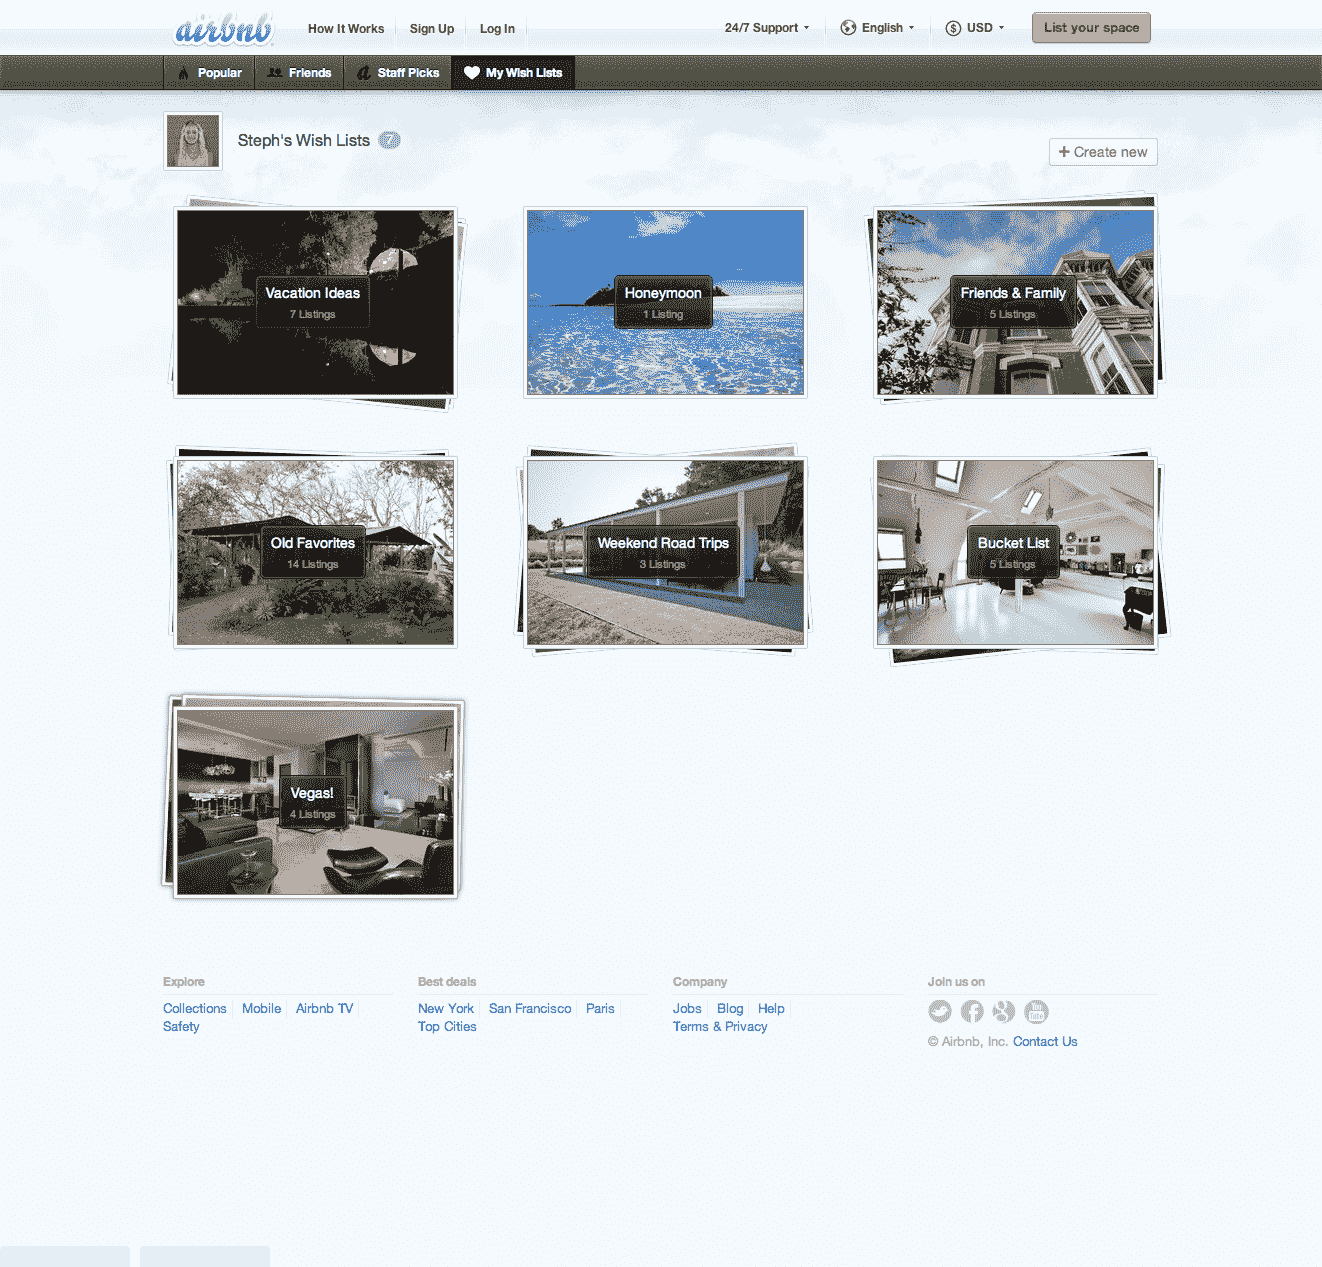 airbnb
How It Works
Sign Up
Log In
24/7 Support
English
$ USD
List your space
Popular
Friends
a Staff Picks
My Wish Lists
Steph's Wish Lists 7
+ Create new
Vacation Ideas
7 Listings
Honeymoon
1 Listing
Friends & Family
5 Listings
Old Favorites
14 Listings
Weekend Road Trips
3 Listings
Bucket List
5 Listings
Vegas!
4 Listings
Explore
Collections Mobile Airbnb TV
Safety
Best deals
New York San Francisco Paris
Top Cities
Company
Jobs Blog Help
Terms & Privacy
Join us on
You Tube
© Airbnb, Inc. Contact Us